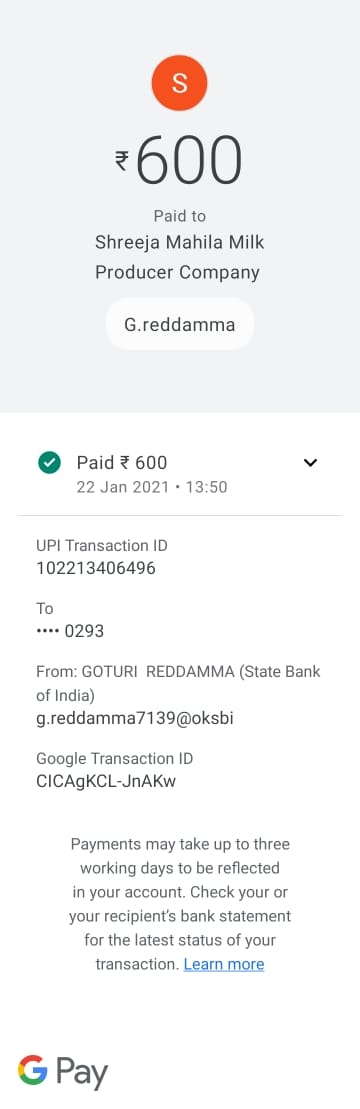 S
₹600
Paid to
Shreeja Mahila Milk
Producer Company
G.reddamma
Paid ₹ 600
22 Jan 2021 • 13:50
UPI Transaction ID
102213406496
To
•••• 0293
From: GOTURI  REDDAMMA (State Bank
of India)
g.reddamma7139@oksbi
Google Transaction ID
CICAgKCL-JnAKw
Payments may take up to three
working days to be reflected
in your account. Check your or
your recipient's bank statement
for the latest status of your
transaction. Learn more
G Pay